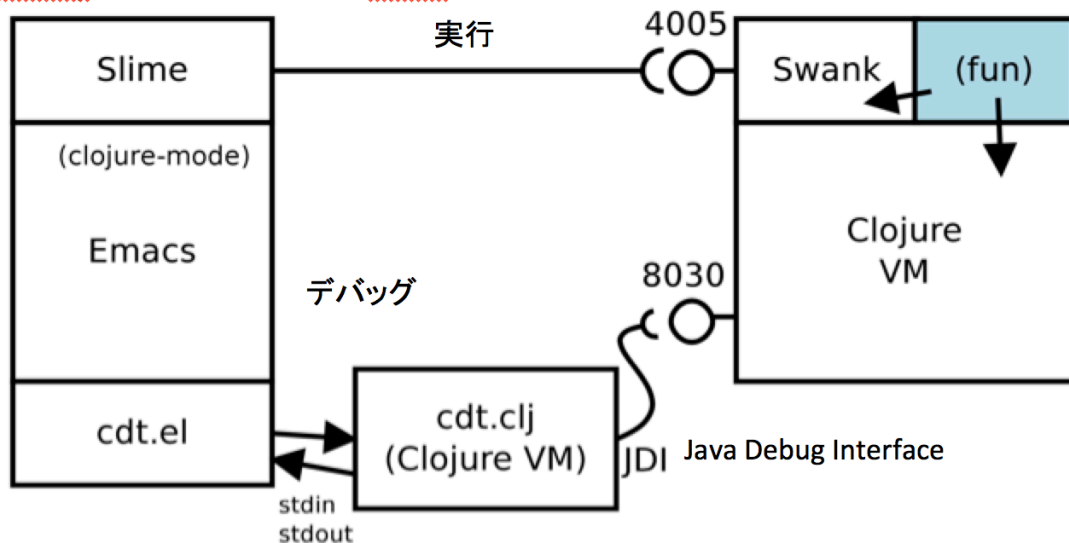 実行
4005
Slime
Swank
(fun)
(clojure-mode)
Emacs
Clojure
VM
デバッグ
8030
cdt.el
cdt.clj
(Clojure VM)
JDI
Java Debug Interface
stdin
stdout